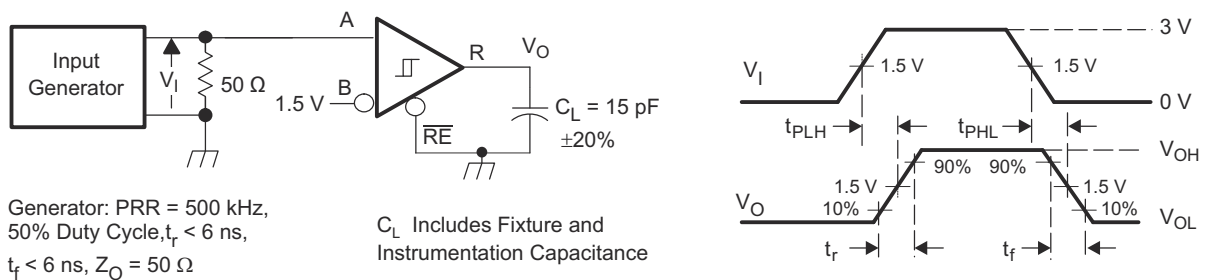 Input
Generator
V_I
50 Ω
A
B
1.5 V
R
V_O
RE
C_L = 15 pF
±20%
Generator: PRR = 500 kHz,
50% Duty Cycle,t_r < 6 ns,
t_f < 6 ns, Z_O = 50 Ω
C_L Includes Fixture and
Instrumentation Capacitance
3 V
V_I
1.5 V
1.5 V
0 V
t_PLH
t_PHL
V_OH
90%
90%
1.5 V
1.5 V
V_O
10%
10%
V_OL
t_r
t_f